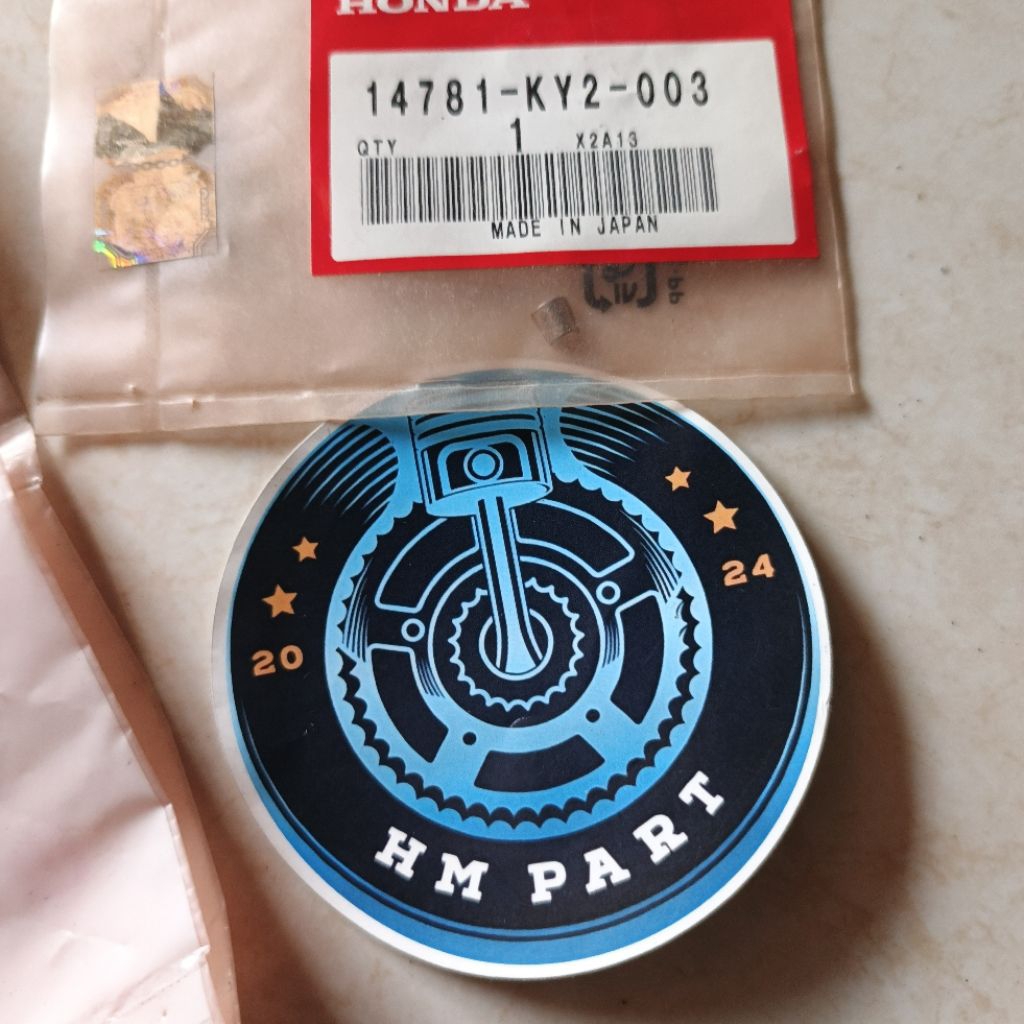 HONDA
14781-KY2-003
QTY 1 X2A13
MADE IN JAPAN
20 24
HM PART